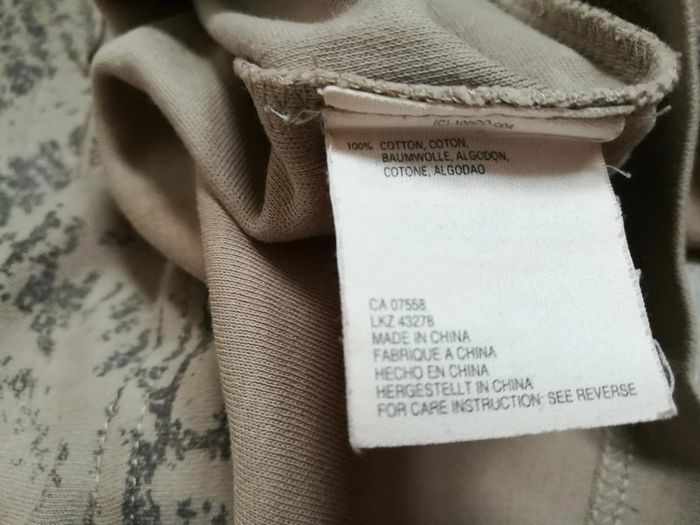 100% COTTON, COTON,
BAUMWOLLE, ALGODON,
COTONE, ALGODAO
CA 07558
LKZ 43278
MADE IN CHINA
FABRIQUE A CHINA
HECHO EN CHINA
HERGESTELLT IN CHINA
FOR CARE INSTRUCTION: SEE REVERSE